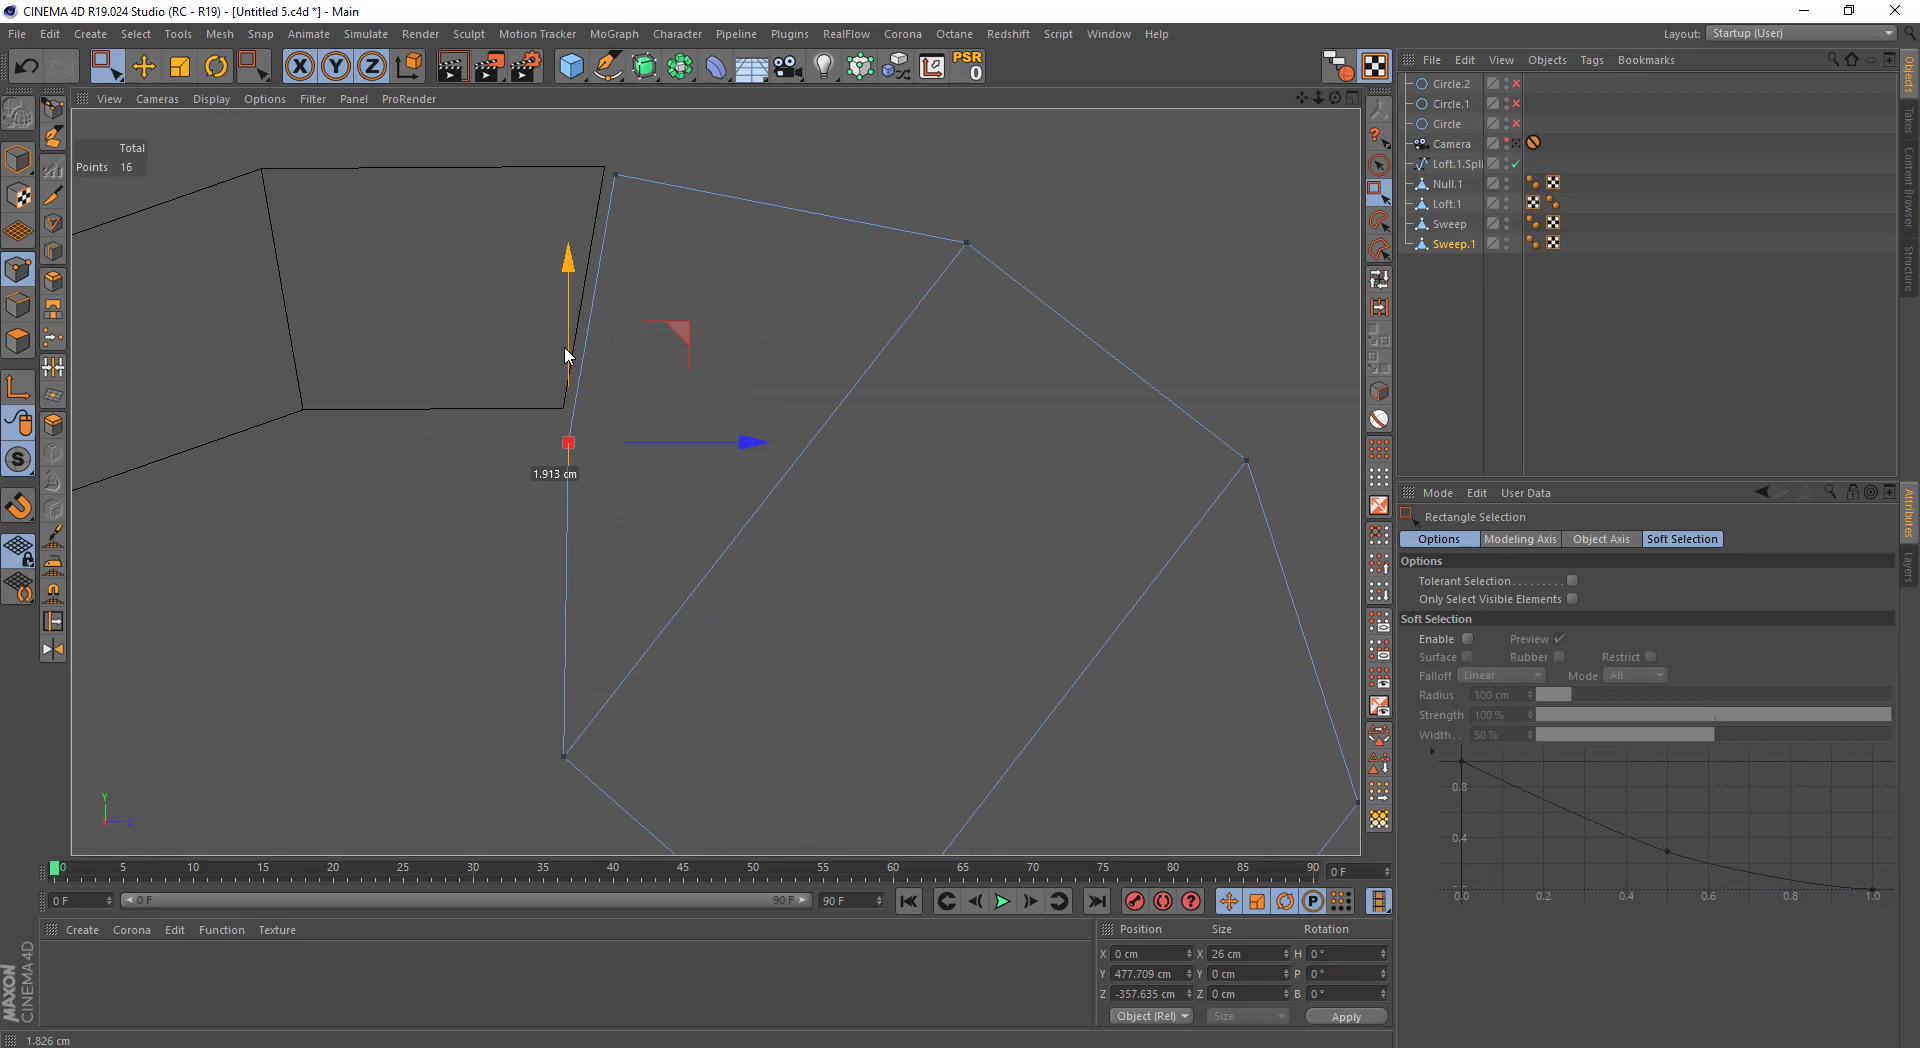 CINEMA 4D R19.024 Studio (RC - R19) - [Untitled 5.c4d *] - Main
File Edit Create Select Tools Mesh Snap Animate Simulate Render Sculpt Motion Tracker MoGraph Character Pipeline Plugins RealFlow Corona Octane Redshift Script Window Help Layout: Startup (User)
X Y Z PSR 0
File Edit View Objects Tags Bookmarks
View Cameras Display Options Filter Panel ProRender
Total
Points 16
Circle.2
Circle.1
Circle
Camera
Loft.1.Spli
Null.1
Loft.1
Sweep
Sweep.1
Objects
Takes
Content Browser
Structure
1.913 cm
Y
X Z
Mode Edit User Data
Rectangle Selection
Options Modeling Axis Object Axis Soft Selection
Options
Tolerant Selection
Only Select Visible Elements
Soft Selection
Enable Preview
Surface Rubber Restrict
Falloff Linear Mode All
Radius 100 cm
Strength 100 %
Width 50 %
0.8
0.4
0.0 0.2 0.4 0.6 0.8 1.0
Attributes
Layers
0 5 10 15 20 25 30 35 40 45 50 55 60 65 70 75 80 85 90 0 F
0 F 0 F 90 F 90 F
Create Corona Edit Function Texture
Position Size Rotation
X 0 cm X 26 cm H 0 °
Y 477.709 cm Y 0 cm P 0 °
Z -357.635 cm Z 0 cm B 0 °
Object (Rel) Size Apply
MAXON CINEMA 4D
1.826 cm